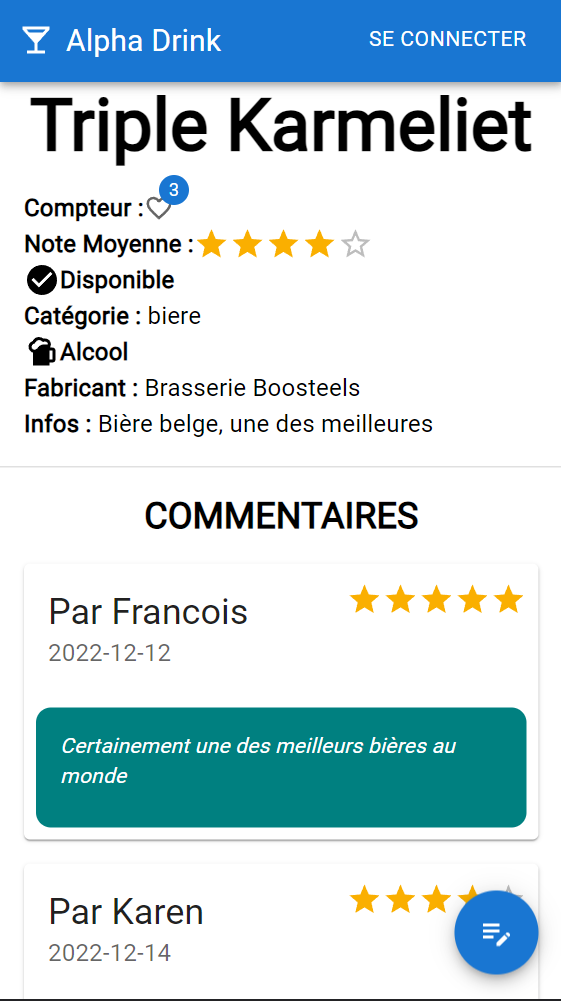 Alpha Drink SE CONNECTER
Triple Karmeliet
Compteur : 3
Note Moyenne :
Disponible
Catégorie : biere
Alcool
Fabricant : Brasserie Boosteels
Infos : Bière belge, une des meilleures
COMMENTAIRES
Par Francois
2022-12-12
Certainement une des meilleurs bières au
monde
Par Karen
2022-12-14